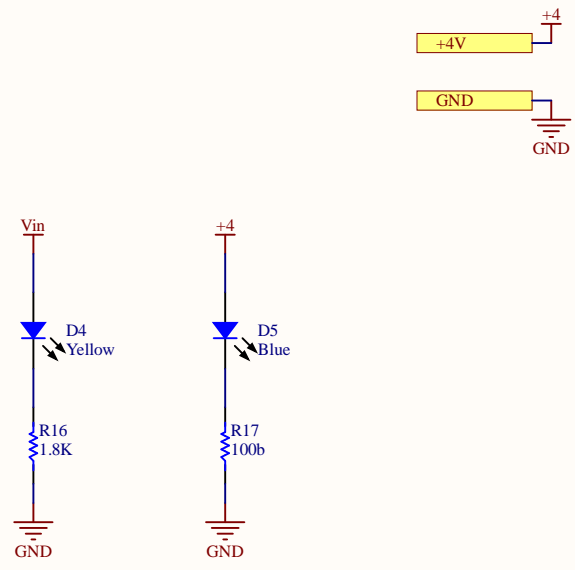 +4
+4V
GND
GND
Vin
+4
D4
Yellow
D5
Blue
R16
1.8K
R17
100b
GND
GND